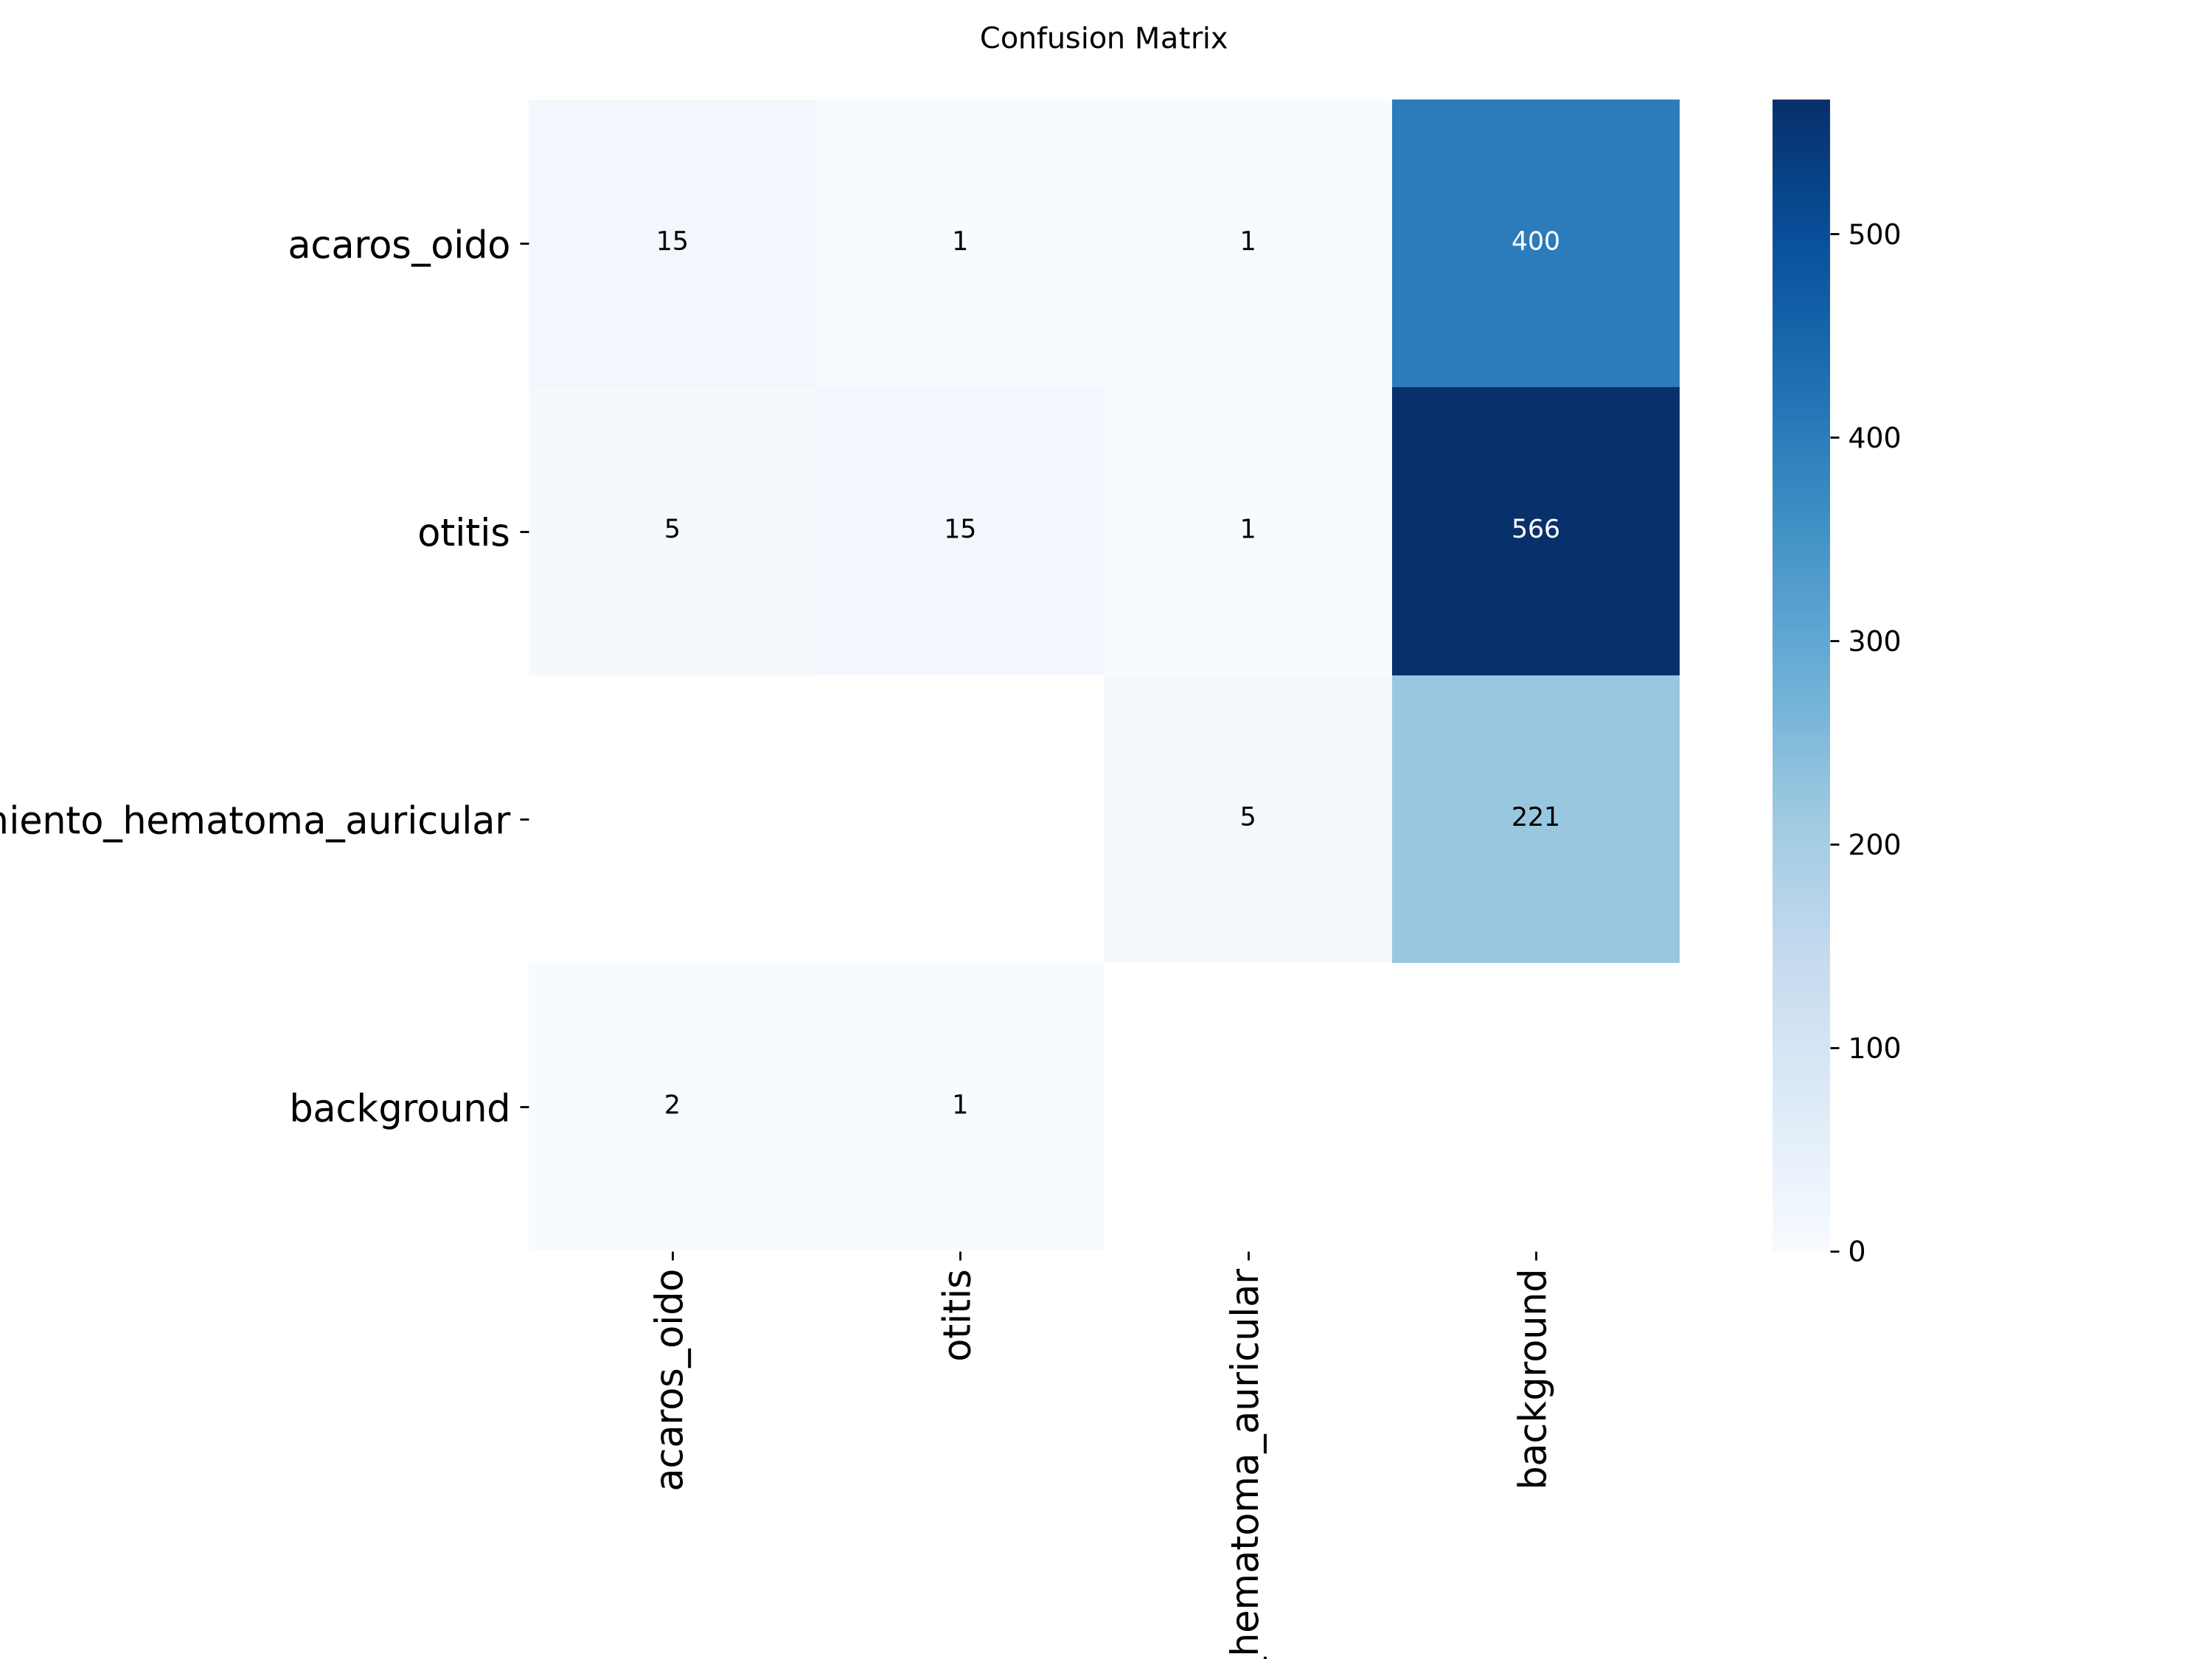 Confusion Matrix
acaros_oido 15 1 1 400
otitis 5 15 1 566
iento_hematoma_auricular 5 221
background 2 1
acaros_oido
otitis
_hematoma_auricular
background
500
400
300
200
100
0